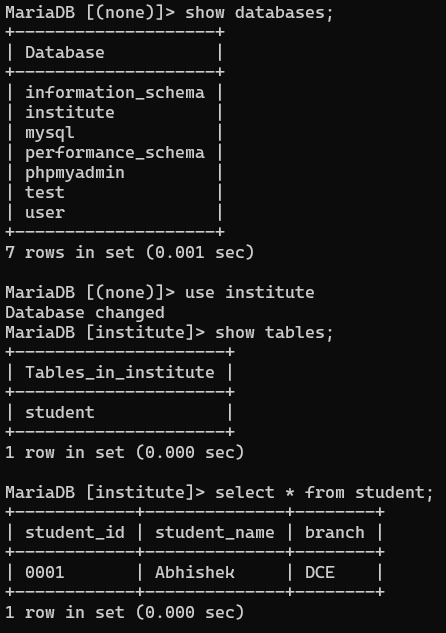 MariaDB [(none)]> show databases;
+--------------------+
| Database           |
+--------------------+
| information_schema |
| institute          |
| mysql              |
| performance_schema |
| phpmyadmin         |
| test               |
| user               |
+--------------------+
7 rows in set (0.001 sec)

MariaDB [(none)]> use institute
Database changed
MariaDB [institute]> show tables;
+---------------------+
| Tables_in_institute |
+---------------------+
| student             |
+---------------------+
1 row in set (0.000 sec)

MariaDB [institute]> select * from student;
+------------+--------------+--------+
| student_id | student_name | branch |
+------------+--------------+--------+
| 0001       | Abhishek     | DCE    |
+------------+--------------+--------+
1 row in set (0.000 sec)